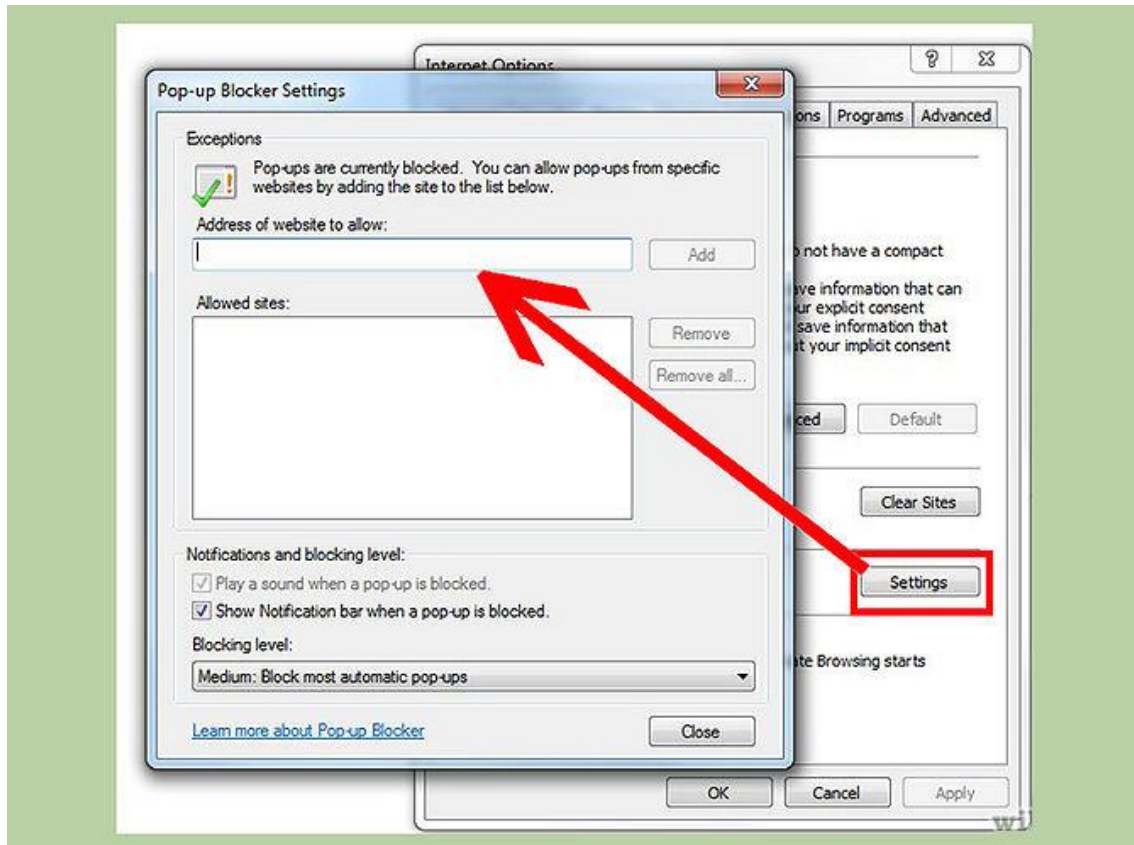 Internet Options
Pop-up Blocker Settings
ons Programs Advanced
Exceptions
Pop-ups are currently blocked. You can allow pop-ups from specific
websites by adding the site to the list below.
Address of website to allow:
Add
not have a compact
ve information that can
ur explicit consent
Allowed sites:
save information that
Remove
t your implicit consent
Remove all...
ced Default
Clear Sites
Notifications and blocking level:
Play a sound when a pop-up is blocked.
Settings
Show Notification bar when a pop-up is blocked.
Blocking level:
te Browsing starts
Medium: Block most automatic pop-ups
Learn more about Pop-up Blocker
Close
OK Cancel Apply
wi